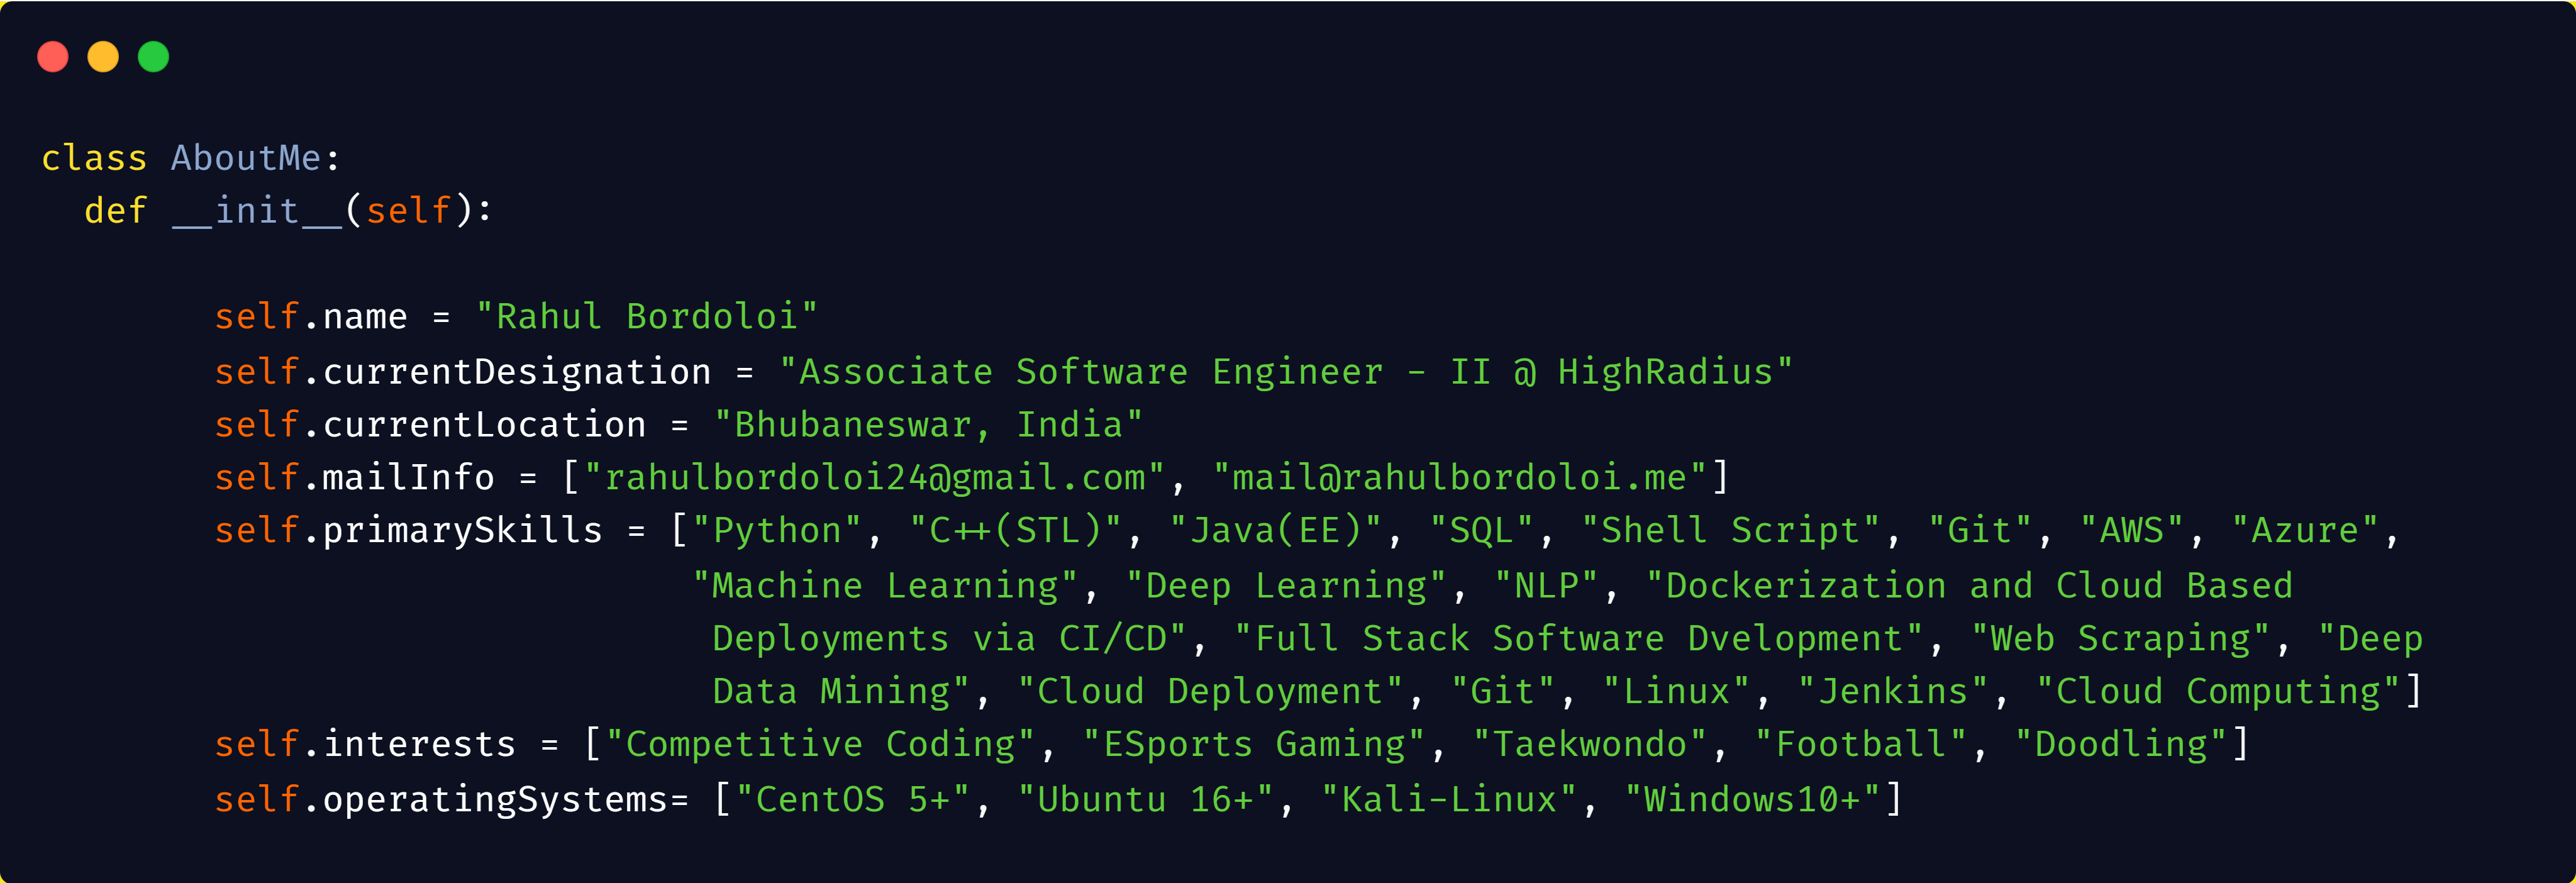 class AboutMe:
  def __init__(self):

        self.name = "Rahul Bordoloi"
        self.currentDesignation = "Associate Software Engineer - II @ HighRadius"
        self.currentLocation = "Bhubaneswar, India"
        self.mailInfo = ["rahulbordoloi24@gmail.com", "mail@rahulbordoloi.me"]
        self.primarySkills = ["Python", "C++(STL)", "Java(EE)", "SQL", "Shell Script", "Git", "AWS", "Azure",
                              "Machine Learning", "Deep Learning", "NLP", "Dockerization and Cloud Based
                               Deployments via CI/CD", "Full Stack Software Dvelopment", "Web Scraping", "Deep
                               Data Mining", "Cloud Deployment", "Git", "Linux", "Jenkins", "Cloud Computing"]
        self.interests = ["Competitive Coding", "ESports Gaming", "Taekwondo", "Football", "Doodling"]
        self.operatingSystems= ["CentOS 5+", "Ubuntu 16+", "Kali-Linux", "Windows10+"]